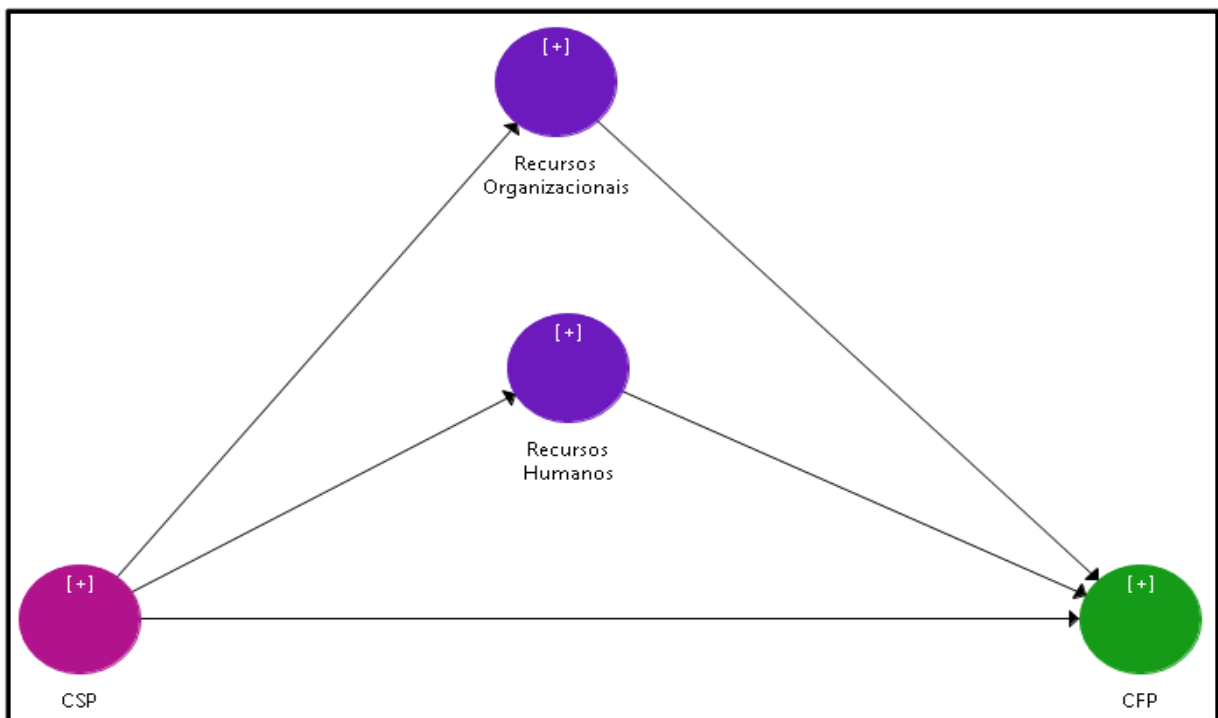 [+]
Recursos
Organizacionais
[+]
Recursos
Humanos
[+]
CSP
[+]
CFP